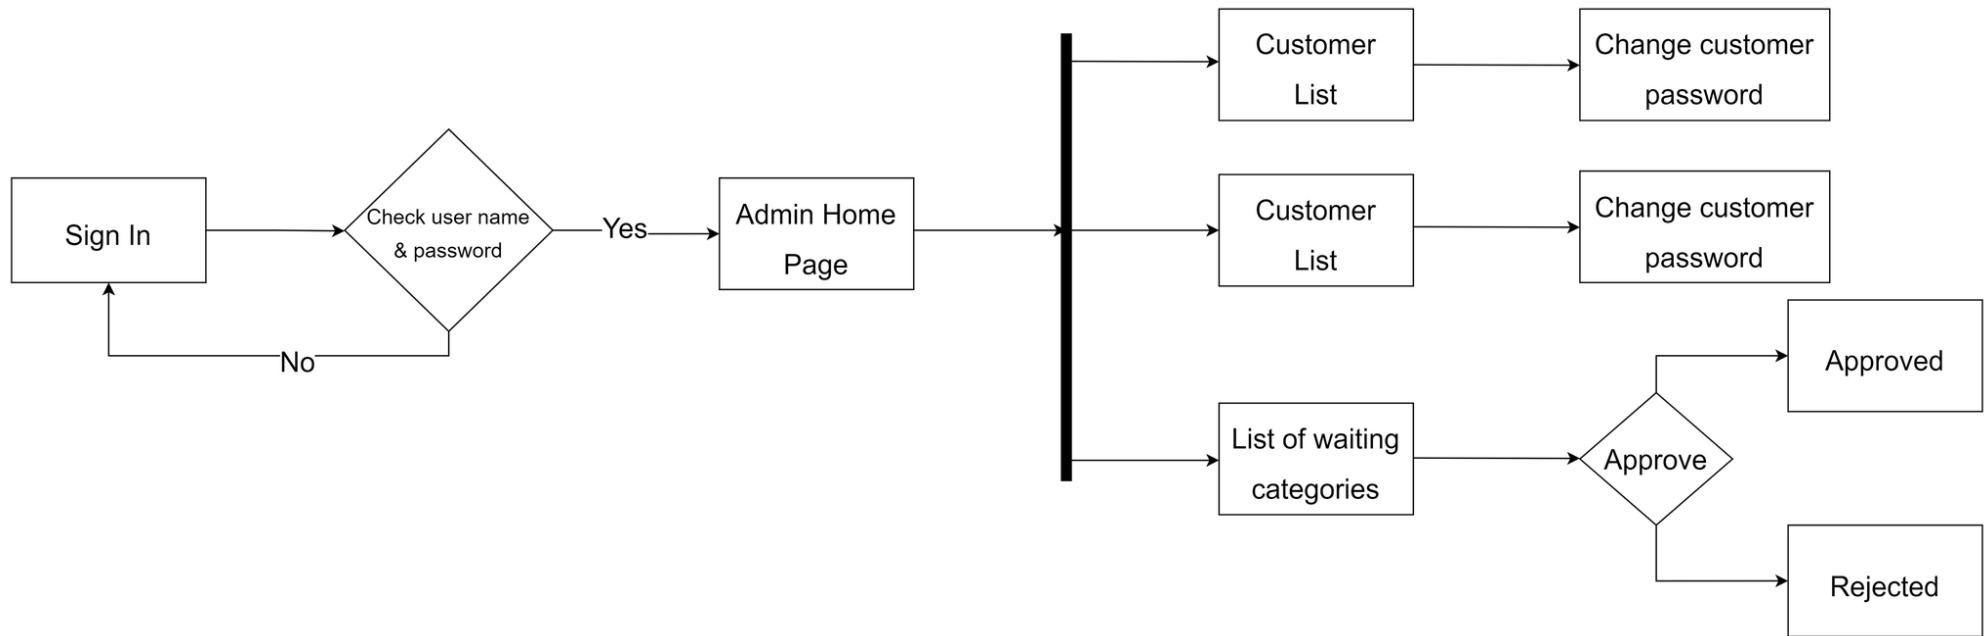 Sign In
Check user name
& password
Yes
No
Admin Home
Page
Customer
List
Change customer
password
Customer
List
Change customer
password
List of waiting
categories
Approve
Approved
Rejected